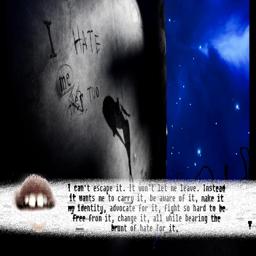 I HATE
me
TOO
I can't escape it. It won't let me leave. Instead
it wants me to carry it, be aware of it, make it
my identity, advocate for it, fight so hard to be
free from it, change it, all while bearing the
brunt of hate for it.